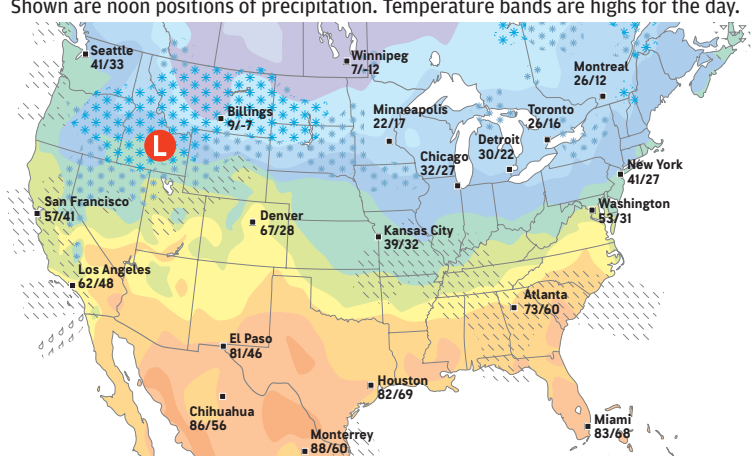 Shown are noon positions of precipitation. Temperature bands are highs for the day.
Seattle
41/33
Winnipeg
7/-12
Montreal
26/12
Billings
9/-7
Minneapolis
22/17
Toronto
26/16
Detroit
30/22
Chicago
32/27
L
New York
41/27
San Francisco
57/41
Washington
53/31
Denver
67/28
Kansas City
39/32
Los Angeles
62/48
Atlanta
73/60
El Paso
81/46
Houston
82/69
Chihuahua
86/56
Miami
83/68
Monterrey
88/60